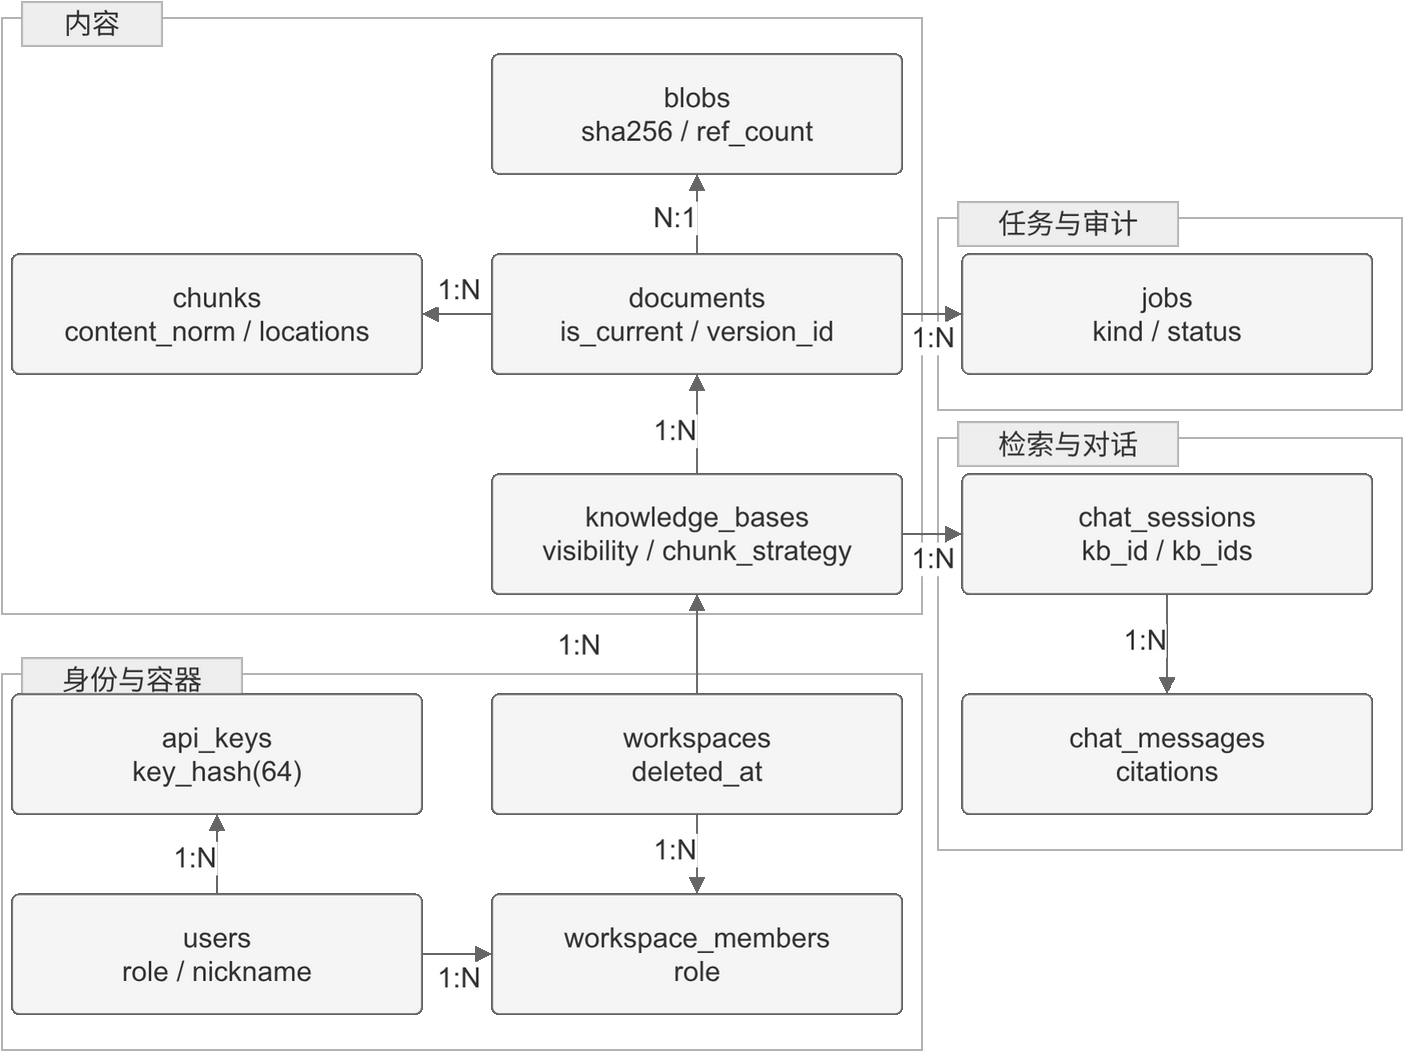 内容
blobs
sha256 / ref_count
N:1
任务与审计
chunks
content_norm / locations
1:N
documents
is_current / version_id
1:N
jobs
kind / status
1:N
检索与对话
knowledge_bases
visibility / chunk_strategy
1:N
chat_sessions
kb_id / kb_ids
1:N
1:N
身份与容器
api_keys
key_hash(64)
workspaces
deleted_at
chat_messages
citations
1:N
1:N
users
role / nickname
1:N
workspace_members
role